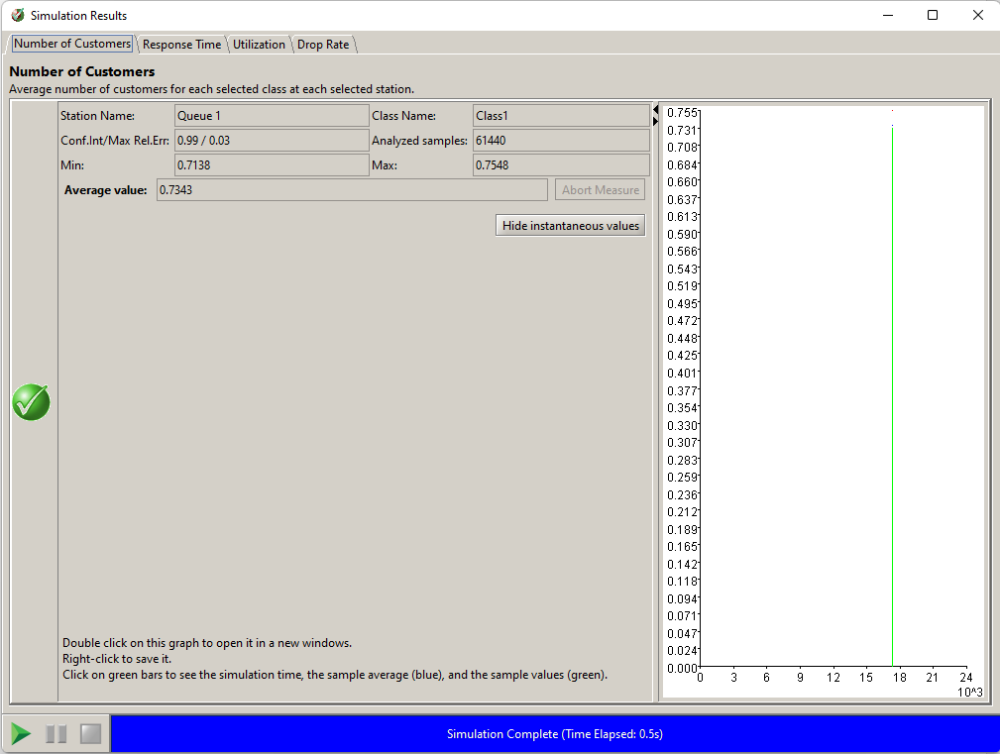 Simulation Results
Number of Customers
Response Time
Utilization
Drop Rate
Number of Customers
Average number of customers for each selected class at each selected station.
Station Name: Queue 1 Class Name: Class1
Conf.Int/Max Rel.Err: 0.99 / 0.03 Analyzed samples: 61440
Min: 0.7138 Max: 0.7548
Average value: 0.7343 Abort Measure
Hide instantaneous values
Double click on this graph to open it in a new windows.
Right-click to save it.
Click on green bars to see the simulation time, the sample average (blue), and the sample values (green).
0.755
0.731
0.708
0.684
0.660
0.637
0.613
0.590
0.566
0.543
0.519
0.495
0.472
0.448
0.425
0.401
0.377
0.354
0.330
0.307
0.283
0.259
0.236
0.212
0.189
0.165
0.142
0.118
0.094
0.071
0.047
0.024
0.000
0 3 6 9 12 15 18 21 24
10^3
Simulation Complete (Time Elapsed: 0.5s)